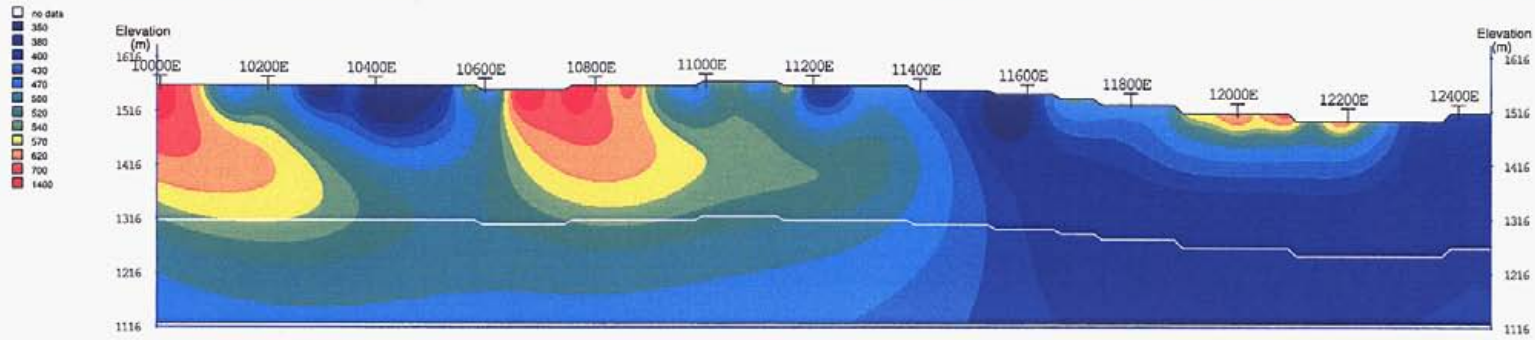 no data
350
380
400
430
470
500
520
540
570
620
700
1400
Elevation
(m)
1616
1516
1416
1316
1216
1116
10000E
10200E
10400E
10600E
10800E
11000E
11200E
11400E
11600E
11800E
12000E
12200E
12400E
Elevation
(m)
1616
1516
1416
1316
1216
1116